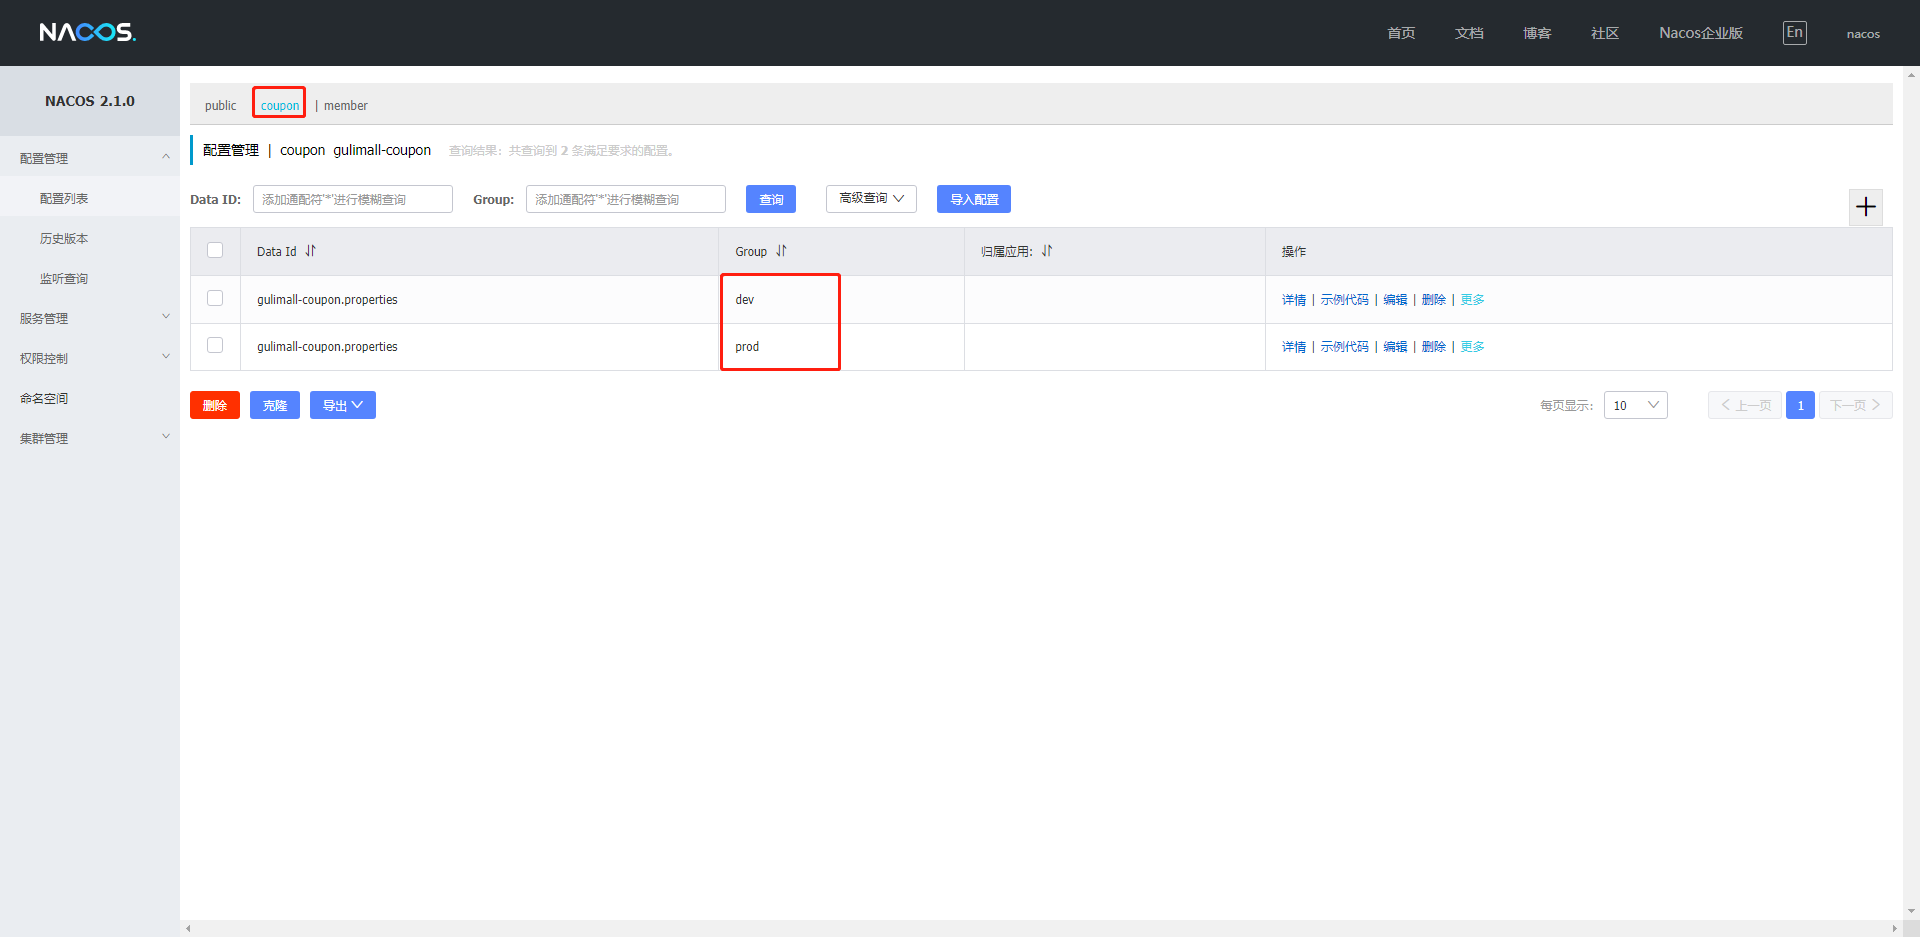 NACOS.
首页 文档 博客 社区 Nacos企业版 En nacos
NACOS 2.1.0
配置管理
配置列表
历史版本
监听查询
服务管理
权限控制
命名空间
集群管理
public coupon | member
配置管理 | coupon gulimall-coupon 查询结果：共查询到 2 条满足要求的配置。
Data ID: 添加通配符'*'进行模糊查询 Group: 添加通配符'*'进行模糊查询 查询 高级查询 导入配置
Data Id Group 归属应用: 操作
gulimall-coupon.properties dev 详情 | 示例代码 | 编辑 | 删除 | 更多
gulimall-coupon.properties prod 详情 | 示例代码 | 编辑 | 删除 | 更多
删除 克隆 导出 每页显示: 10 上一页 1 下一页